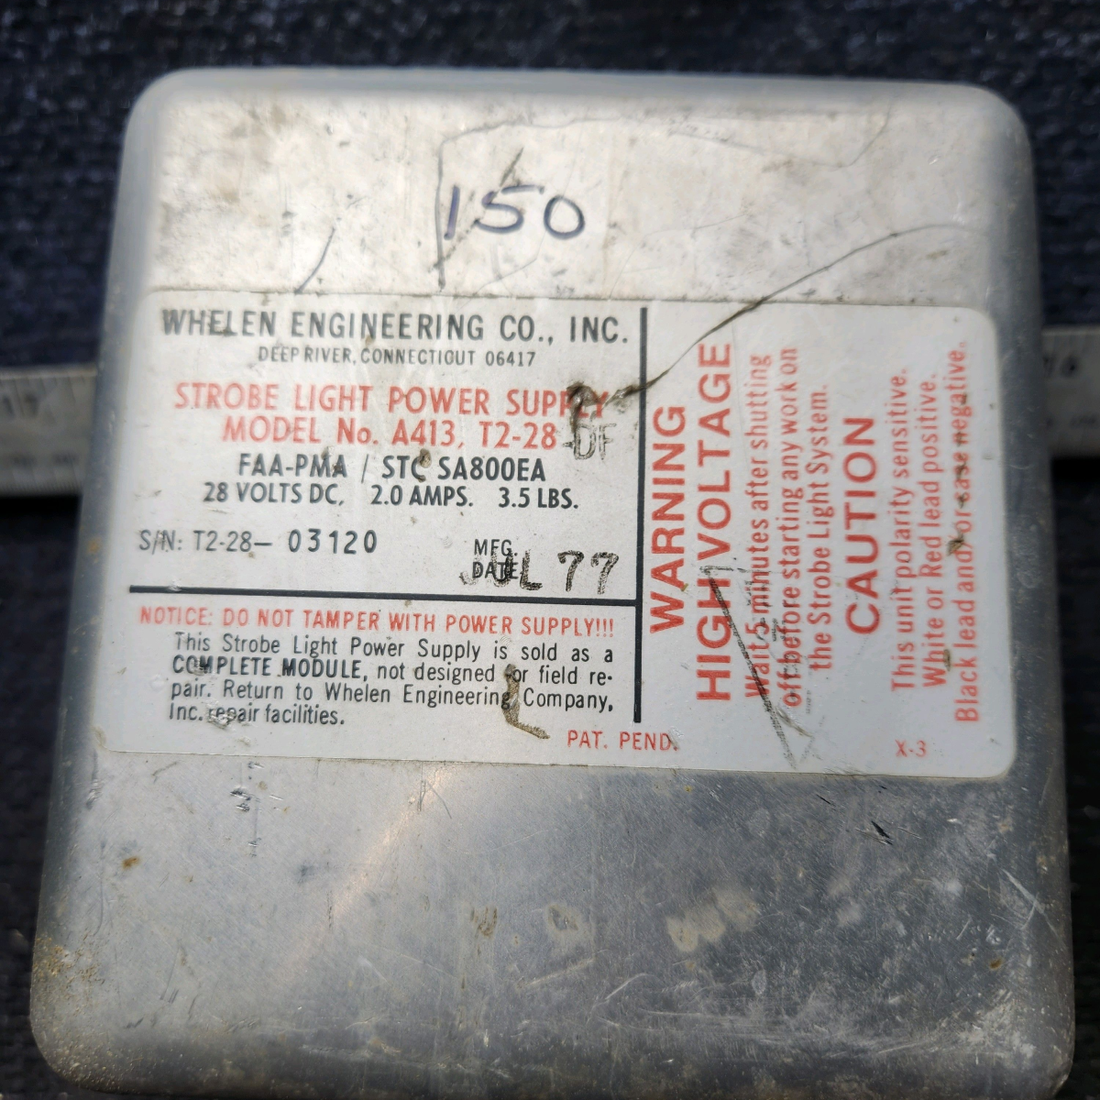 150
WHELEN ENGINEERING CO., INC.
DEEP RIVER, CONNECTICUT 06417
STROBE LIGHT POWER SUPPLY
MODEL No. A413, T2-28-DF
FAA-PMA / STC SA800EA
28 VOLTS DC. 2.0 AMPS. 3.5 LBS.
S/N: T2-28- 03120
MFG.
DATE JUL 77
NOTICE: DO NOT TAMPER WITH POWER SUPPLY!!!
This Strobe Light Power Supply is sold as a
COMPLETE MODULE, not designed for field re-
pair. Return to Whelen Engineering Company,
Inc. repair facilities.
PAT. PEND.
WARNING
HIGH VOLTAGE
Wait 5 minutes after shutting
off before starting any work on
the Strobe Light System.
CAUTION
This unit polarity sensitive.
White or Red lead positive.
Black lead and/or case negative.
X-3